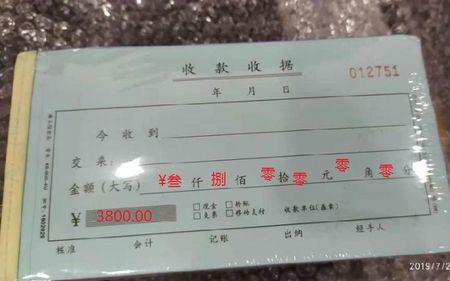 收款收据 012751
年 月 日
今收到
交来:
金额(大写) ¥叁仟捌佰零拾零元零角零分
¥ 3800.00 □现金 □转账
□支票 □移动支付 收款单位(盖章)
核准 会计 记账 出纳 经手人
2019/7/2